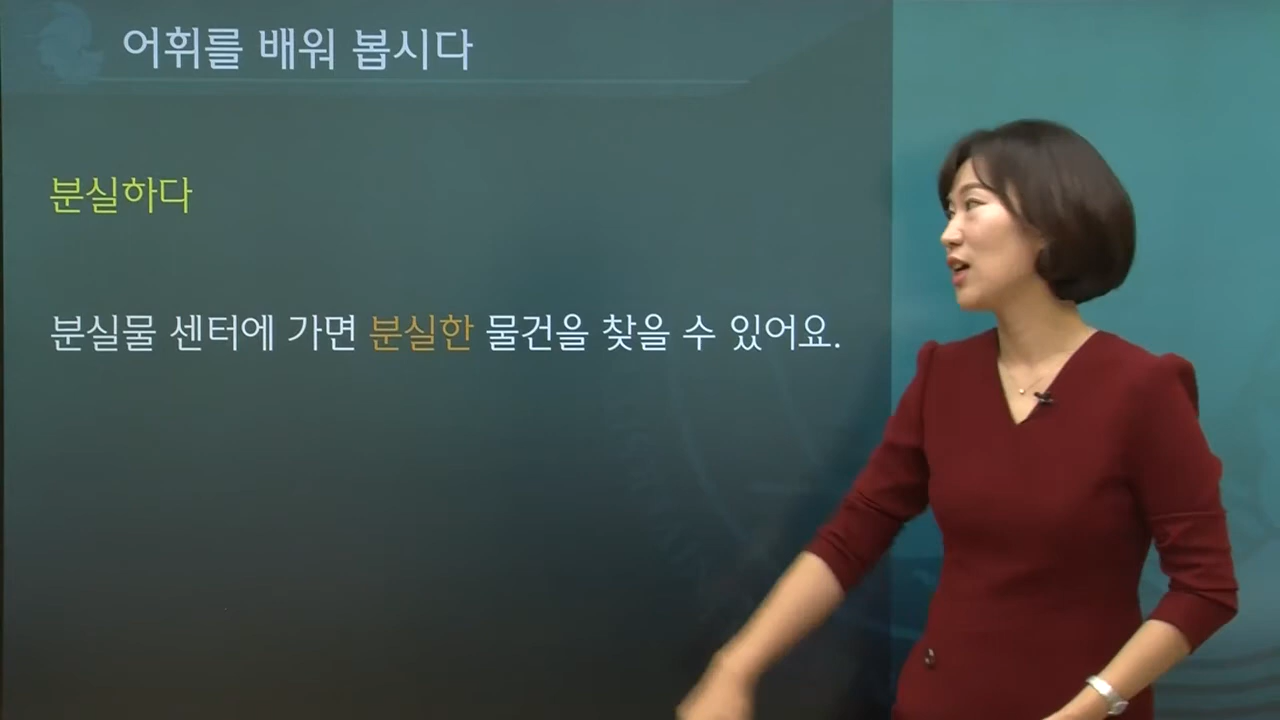 어휘를 배워 봅시다
분실하다
분실물 센터에 가면 분실한 물건을 찾을 수 있어요.